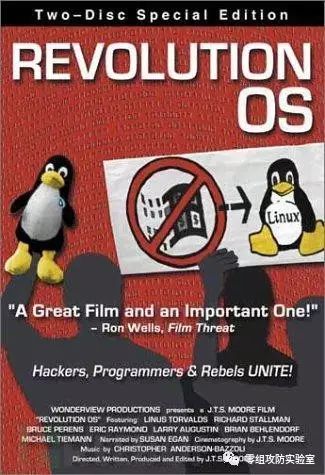 Two-Disc Special Edition
REVOLUTION
OS
Linux
"A Great Film and an Important One!"
– Ron Wells, Film Threat
Hackers, Programmers & Rebels UNITE!
WONDERVIEW PRODUCTIONS presents a J.T.S. MOORE FILM
"REVOLUTION OS" Featuring: LINUS TORVALDS RICHARD STALLMAN
BRUCE PERENS ERIC RAYMOND LARRY AUGUSTIN BRIAN BEHLENDORF
MICHAEL TIEMANN Narrated by SUSAN EGAN Cinematography by J.T.S. MOORE
Music by CHRISTOPHER ANDERSON-BAZZOLI
Directed, Written, Produced and Edited by J.T.S.
零组攻防实验室